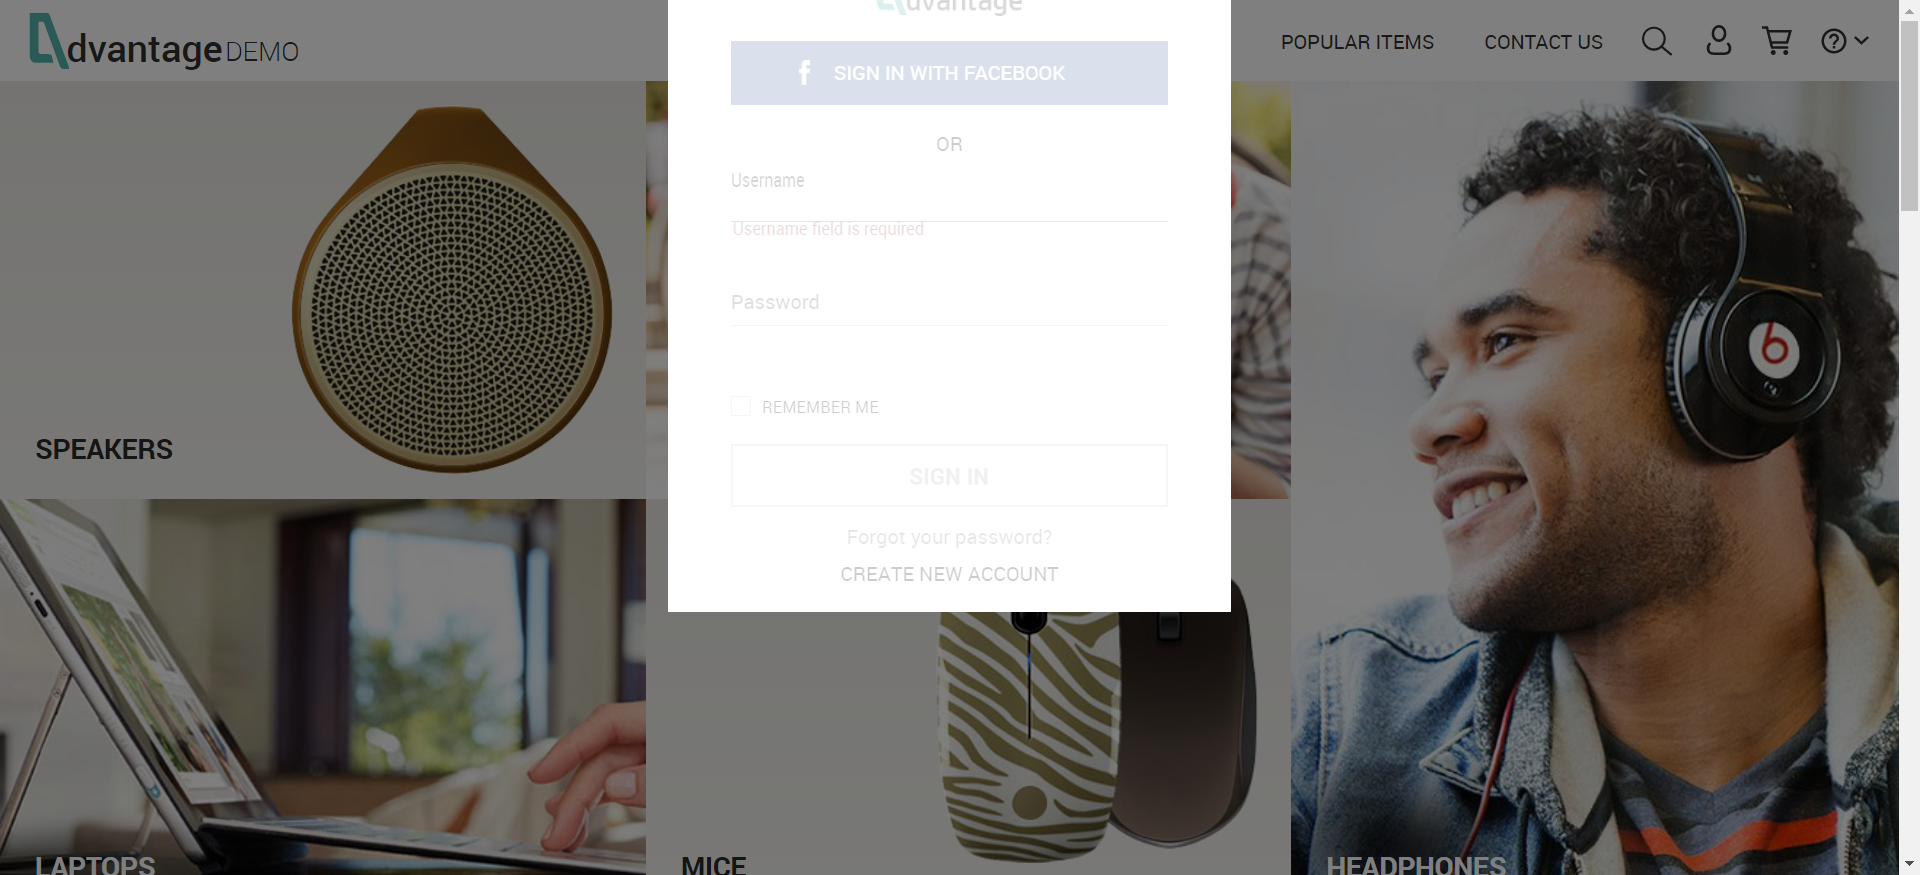 dvantage
dvantage DEMO
POPULAR ITEMS
CONTACT US
SIGN IN WITH FACEBOOK
OR
Username
Username field is required
Password
REMEMBER ME
SIGN IN
Forgot your password?
CREATE NEW ACCOUNT
SPEAKERS
LAPTOPS
MICE
HEADPHONES